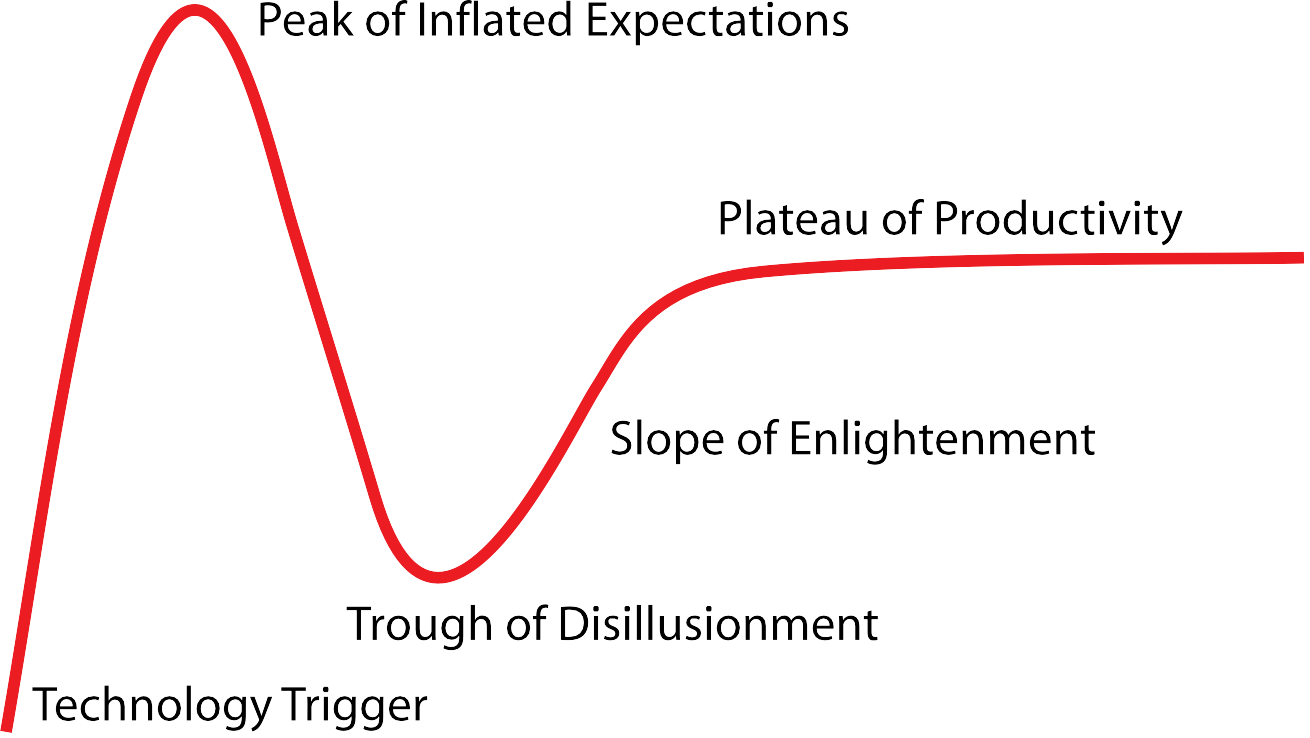 Peak of Inflated Expectations
Plateau of Productivity
Slope of Enlightenment
Trough of Disillusionment
Technology Trigger